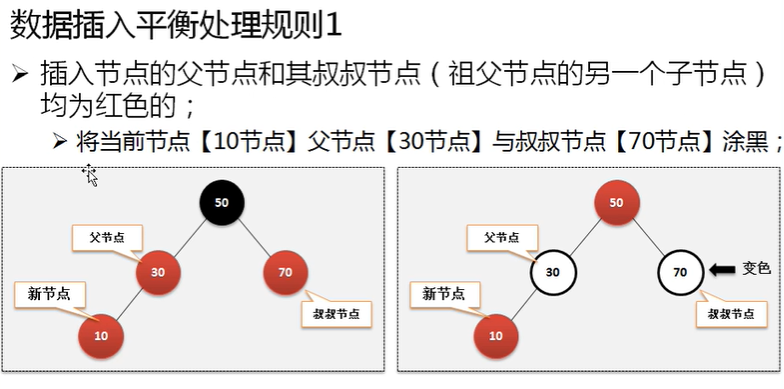 数据插入平衡处理规则1
插入节点的父节点和其叔叔节点（祖父节点的另一个子节点）
均为红色的；
将当前节点【10节点】父节点【30节点】与叔叔节点【70节点】涂黑；
50
父节点
30
70
新节点
叔叔节点
10
50
父节点
30
70
变色
新节点
叔叔节点
10